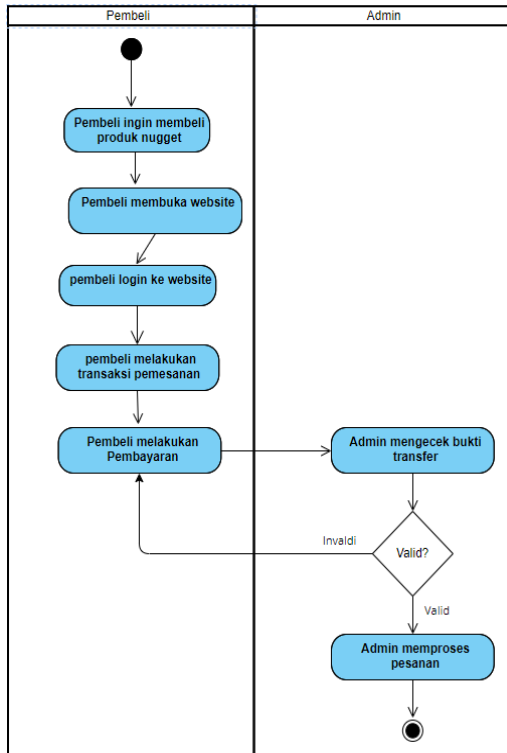 Pembeli
Admin
Pembeli ingin membeli
produk nugget
Pembeli membuka website
pembeli login ke website
pembeli melakukan
transaksi pemesanan
Pembeli melakukan
Pembayaran
Admin mengecek bukti
transfer
Invaldi
Valid?
Valid
Admin memproses
pesanan